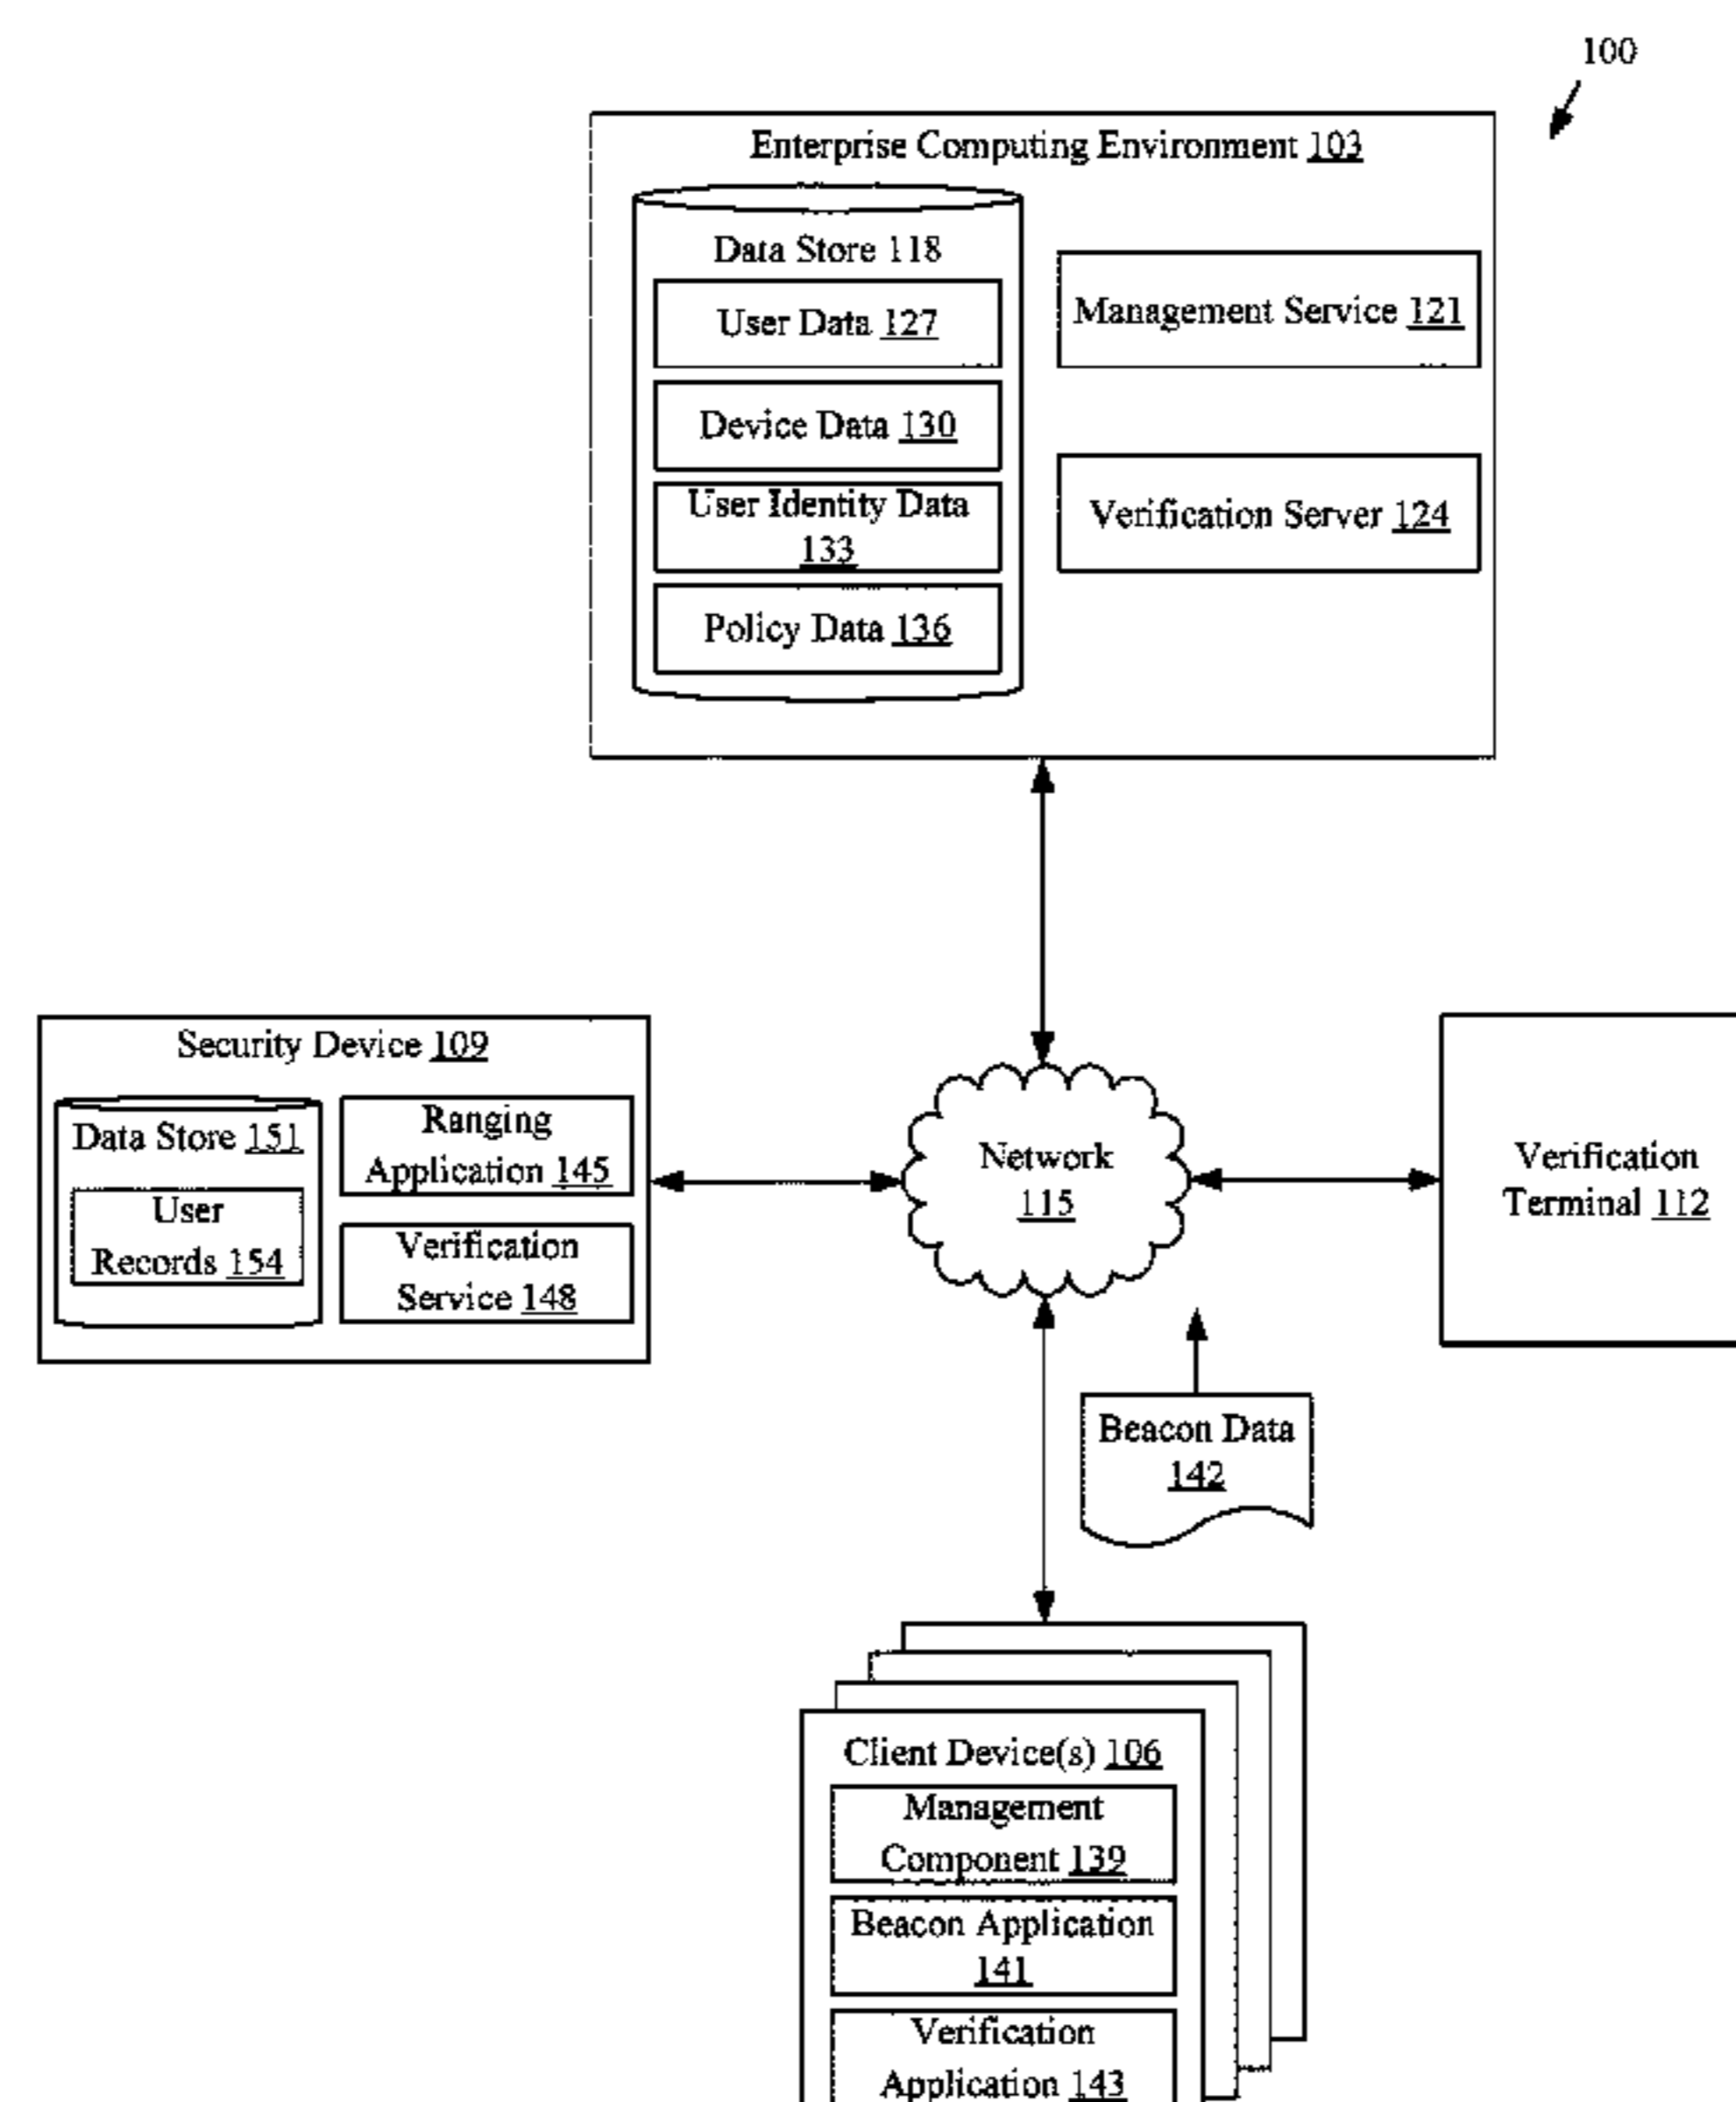 100
Enterprise Computing Environment 103
Data Store 118
User Data 127
Device Data 130
User Identity Data
133
Policy Data 136
Management Service 121
Verification Server 124
Security Device 109
Data Store 151
User
Records 154
Ranging
Application 145
Verification
Service 148
Network
115
Verification
Terminal 112
Beacon Data
142
Client Device(s) 106
Management
Component 139
Beacon Application
141
Verification
Application 143